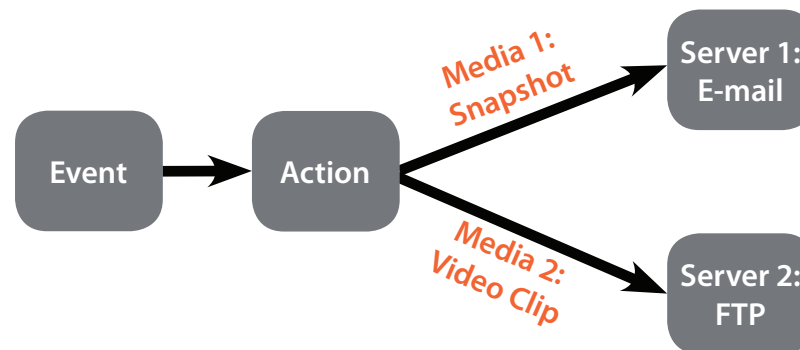 Event
Action
Media 1:
Snapshot
Server 1:
E-mail
Media 2:
Video Clip
Server 2:
FTP